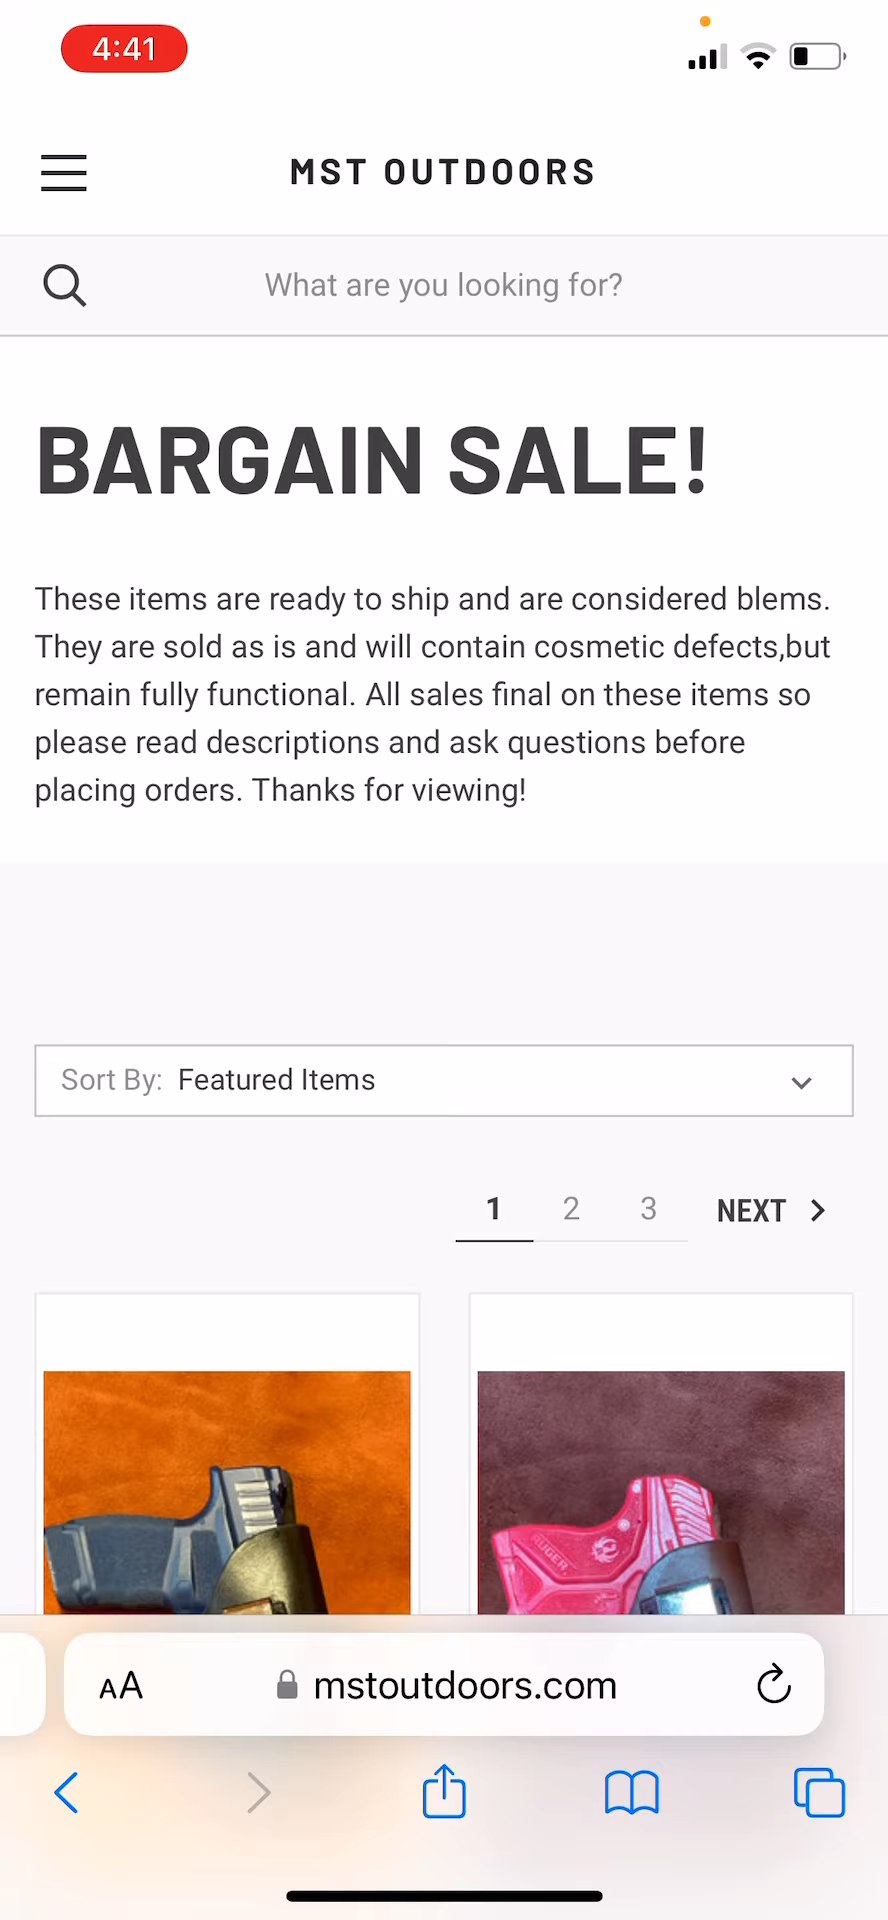 4:41
MST OUTDOORS
What are you looking for?
BARGAIN SALE!
These items are ready to ship and are considered blems.
They are sold as is and will contain cosmetic defects,but
remain fully functional. All sales final on these items so
please read descriptions and ask questions before
placing orders. Thanks for viewing!
Sort By: Featured Items
1 2 3 NEXT
RUGER
AA mstoutdoors.com